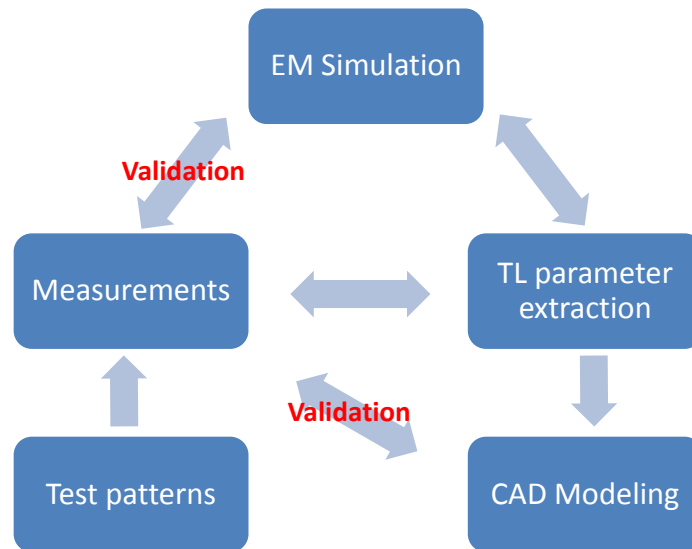 EM Simulation
Validation
Measurements
TL parameter
extraction
Validation
Test patterns
CAD Modeling